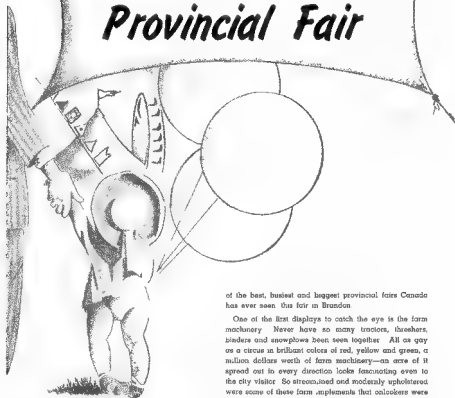 Provincial Fair
of the best, busiest and biggest provincial fairs Canada
has ever seen this fair in Brandon
One of the first displays to catch the eye is the farm
machinery Never have so many tractors, threshers,
binders and snowplows been seen together All as gay
as a circus in brilliant colors of red, yellow and green, a
million dollars worth of farm machinery—an acre of it
spread out in every direction looks fascinating even to
the city visitor So streamlined and modernly upholstered
were some of these farm implements that onlookers were